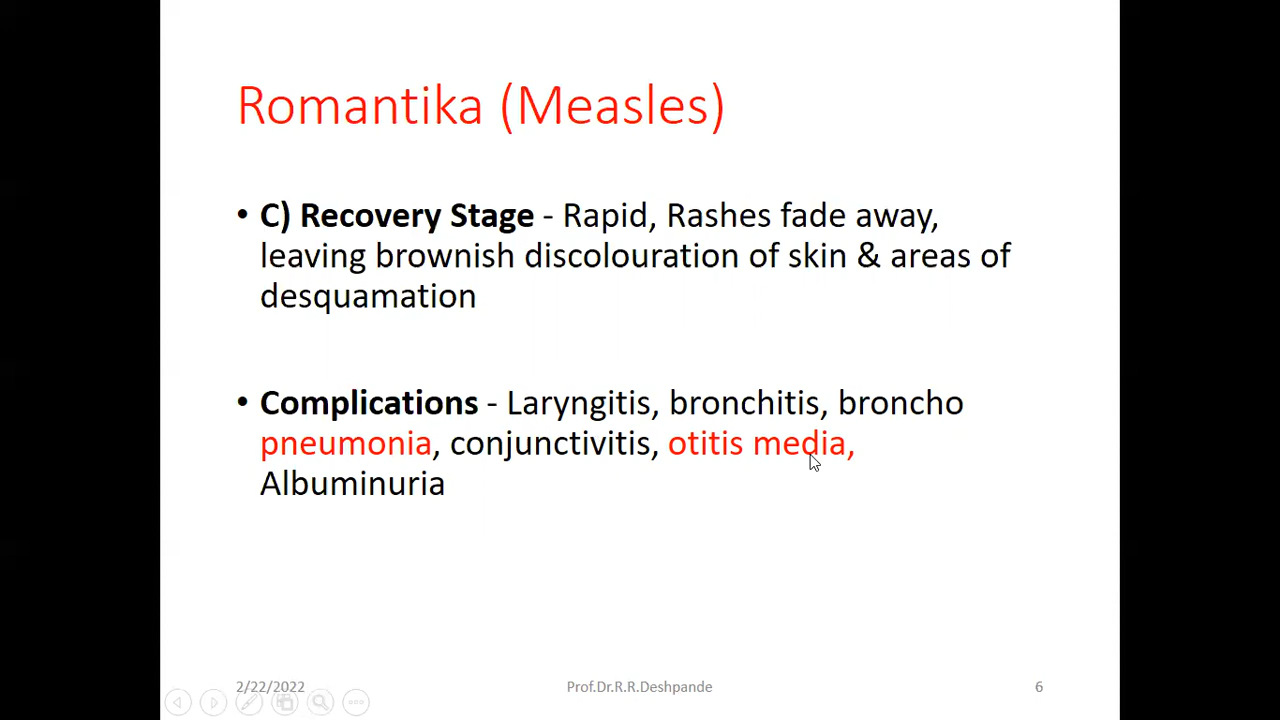 Romantika (Measles)
• C) Recovery Stage - Rapid, Rashes fade away,
leaving brownish discolouration of skin & areas of
desquamation
• Complications - Laryngitis, bronchitis, broncho
pneumonia, conjunctivitis, otitis media,
Albuminuria
2/22/2022 Prof.Dr.R.R.Deshpande 6